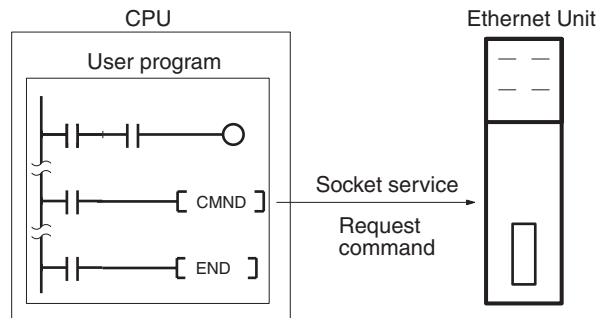 CPU
Ethernet Unit
User program
CMND
END
Socket service
Request
command